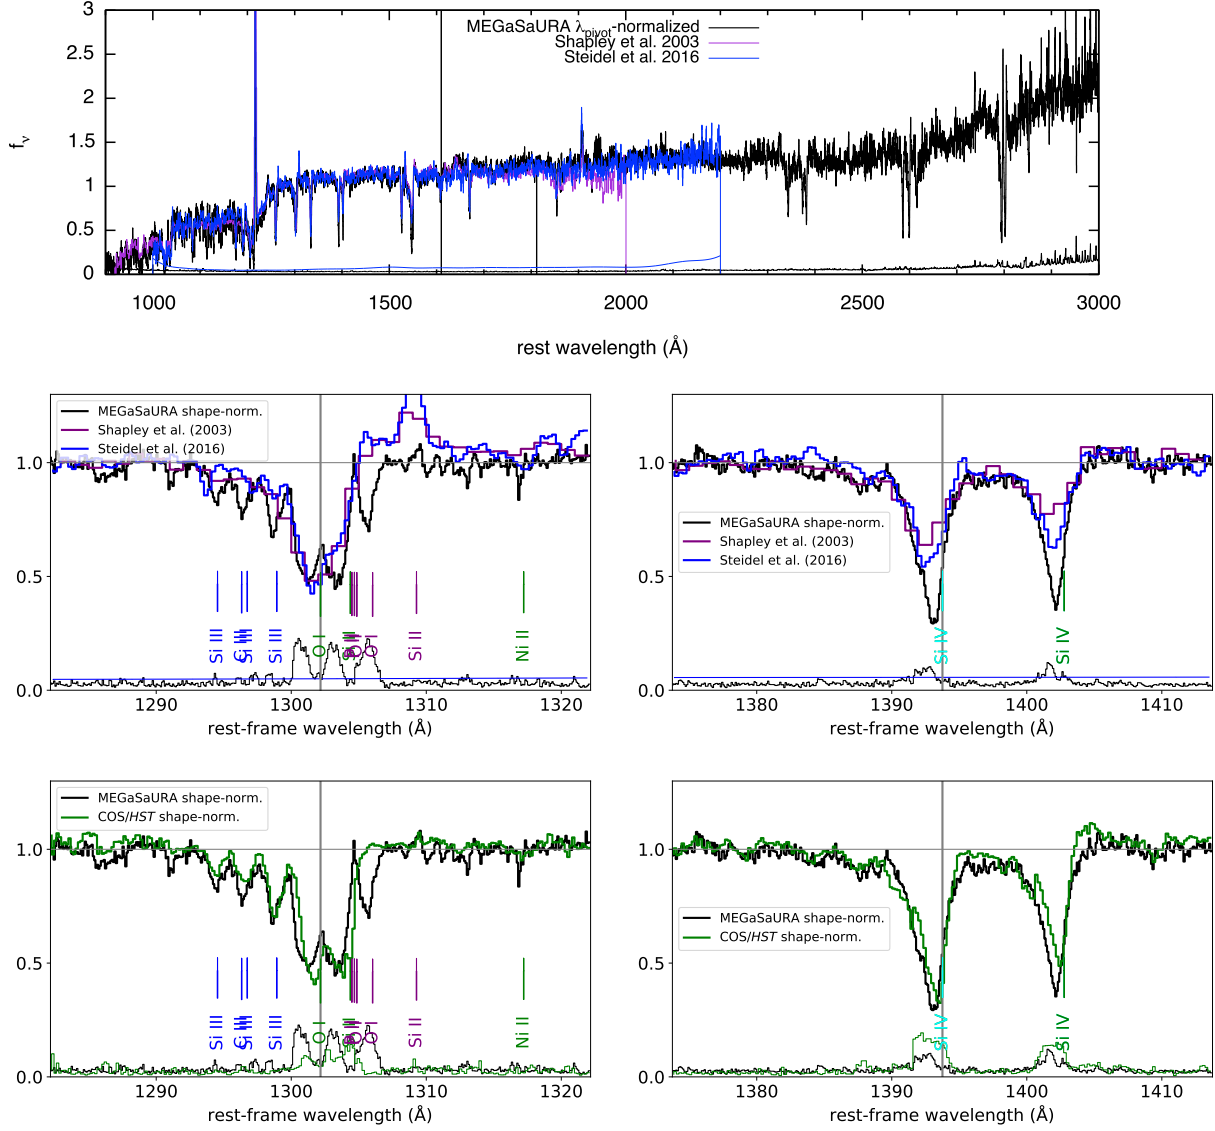 3
2.5
2
1.5
1
0.5
0
f_ν
MEGaSaURA λ_pivot-normalized
Shapley et al. 2003
Steidel et al. 2016
1000 1500 2000 2500 3000
rest wavelength (Å)
MEGaSaURA shape-norm.
Shapley et al. (2003)
Steidel et al. (2016)
1.0
0.5
0.0
Si III
Si III
Si III
O I
O I
Si II
Ni II
1290 1300 1310 1320
rest-frame wavelength (Å)
MEGaSaURA shape-norm.
Shapley et al. (2003)
Steidel et al. (2016)
1.0
0.5
0.0
Si IV
Si IV
1380 1390 1400 1410
rest-frame wavelength (Å)
MEGaSaURA shape-norm.
COS/HST shape-norm.
1.0
0.5
0.0
Si III
Si III
Si III
O I
O I
Si II
Ni II
1290 1300 1310 1320
rest-frame wavelength (Å)
MEGaSaURA shape-norm.
COS/HST shape-norm.
1.0
0.5
0.0
Si IV
Si IV
1380 1390 1400 1410
rest-frame wavelength (Å)